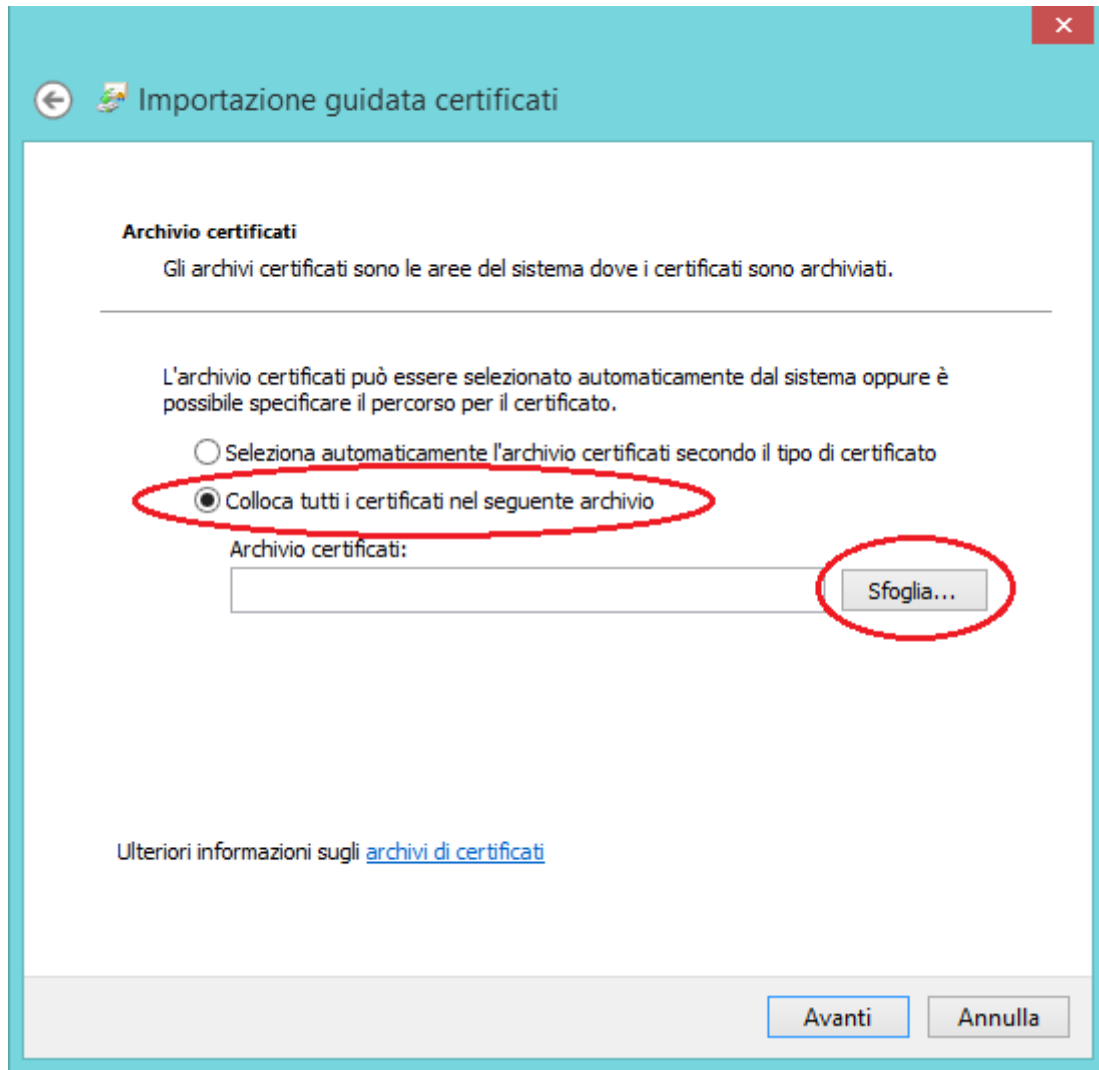 Importazione guidata certificati
Archivio certificati
Gli archivi certificati sono le aree del sistema dove i certificati sono archiviati.
L'archivio certificati può essere selezionato automaticamente dal sistema oppure è
possibile specificare il percorso per il certificato.
Seleziona automaticamente l'archivio certificati secondo il tipo di certificato
Colloca tutti i certificati nel seguente archivio
Archivio certificati:
Sfoglia...
Ulteriori informazioni sugli archivi di certificati
Avanti Annulla